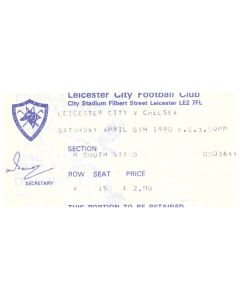 Leicester City Football Club
City Stadium Filbert Street Leicester LE2 7FL
LEICESTER CITY V CHELSEA
SATURDAY APRIL 5TH 1980 K.O.3.00PM
SECTION
M SOUTH STAND
ROW SEAT PRICE
A 15 £ 2.00
SECRETARY
THIS PORTION TO BE RETAINED